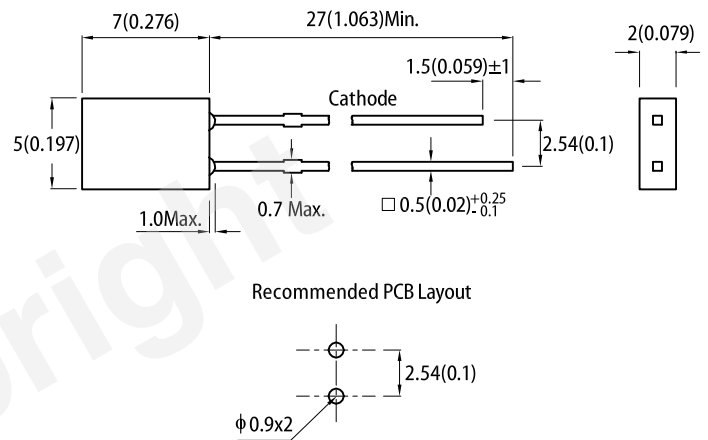 7(0.276)
27(1.063)Min.
2(0.079)
1.5(0.059)±1
Cathode
5(0.197)
2.54(0.1)
0.7 Max.
□ 0.5(0.02)+0.25 -0.1
1.0Max.
Recommended PCB Layout
2.54(0.1)
ϕ 0.9x2
bright